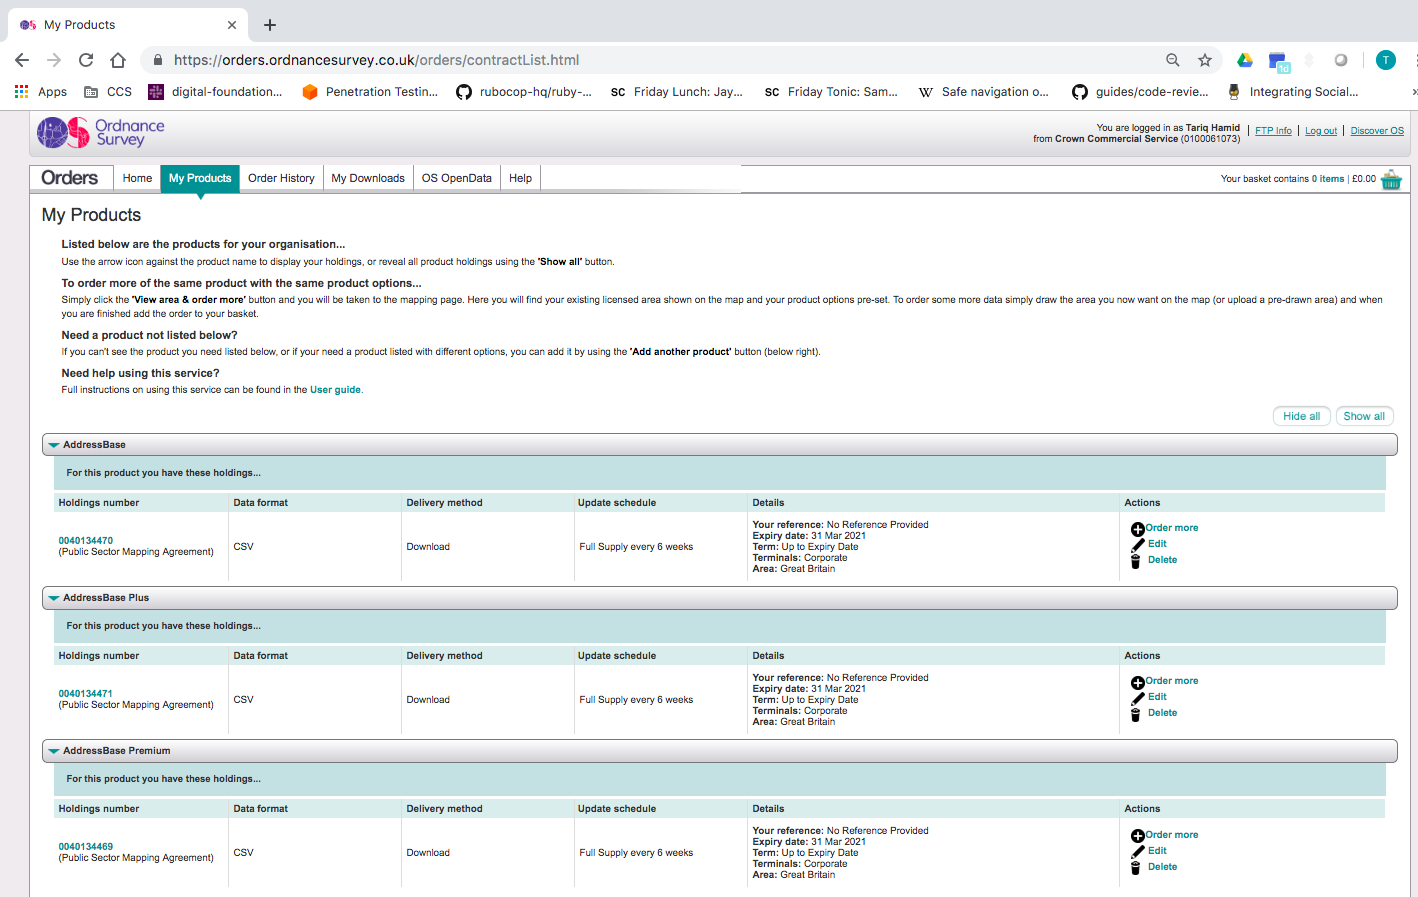 My Products
https://orders.ordnancesurvey.co.uk/orders/contractList.html
T
1d
Apps CCS digital-foundation... Penetration Testin... rubocop-hq/ruby-... SC Friday Lunch: Jay... SC Friday Tonic: Sam... W Safe navigation o... guides/code-revie... Integrating Social...
Ordnance
Survey
You are logged in as Tariq Hamid | FTP Info | Log out | Discover OS
from Crown Commercial Service (0100061073)
Orders Home My Products Order History My Downloads OS OpenData Help
Your basket contains 0 items | £0.00
My Products
Listed below are the products for your organisation...
Use the arrow icon against the product name to display your holdings, or reveal all product holdings using the 'Show all' button.
To order more of the same product with the same product options...
Simply click the 'View area & order more' button and you will be taken to the mapping page. Here you will find your existing licensed area shown on the map and your product options pre-set. To order some more data simply draw the area you now want on the map (or upload a pre-drawn area) and when
you are finished add the order to your basket.
Need a product not listed below?
If you can't see the product you need listed below, or if your need a product listed with different options, you can add it by using the 'Add another product' button (below right).
Need help using this service?
Full instructions on using this service can be found in the User guide.
Hide all Show all
AddressBase
For this product you have these holdings...
Holdings number Data format Delivery method Update schedule Details Actions
0040134470
(Public Sector Mapping Agreement)
CSV
Download
Full Supply every 6 weeks
Your reference: No Reference Provided
Expiry date: 31 Mar 2021
Term: Up to Expiry Date
Terminals: Corporate
Area: Great Britain
Order more
Edit
Delete
AddressBase Plus
For this product you have these holdings...
Holdings number Data format Delivery method Update schedule Details Actions
0040134471
(Public Sector Mapping Agreement)
CSV
Download
Full Supply every 6 weeks
Your reference: No Reference Provided
Expiry date: 31 Mar 2021
Term: Up to Expiry Date
Terminals: Corporate
Area: Great Britain
Order more
Edit
Delete
AddressBase Premium
For this product you have these holdings...
Holdings number Data format Delivery method Update schedule Details Actions
0040134469
(Public Sector Mapping Agreement)
CSV
Download
Full Supply every 6 weeks
Your reference: No Reference Provided
Expiry date: 31 Mar 2021
Term: Up to Expiry Date
Terminals: Corporate
Area: Great Britain
Order more
Edit
Delete